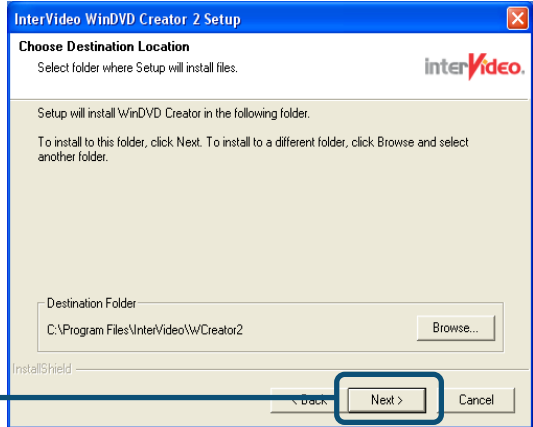 InterVideo WinDVD Creator 2 Setup
Choose Destination Location
Select folder where Setup will install files.
interVideo.
Setup will install WinDVD Creator in the following folder.
To install to this folder, click Next. To install to a different folder, click Browse and select
another folder.
Destination Folder
C:\Program Files\InterVideo\WCreator2
Browse...
InstallShield
< Back
Next >
Cancel